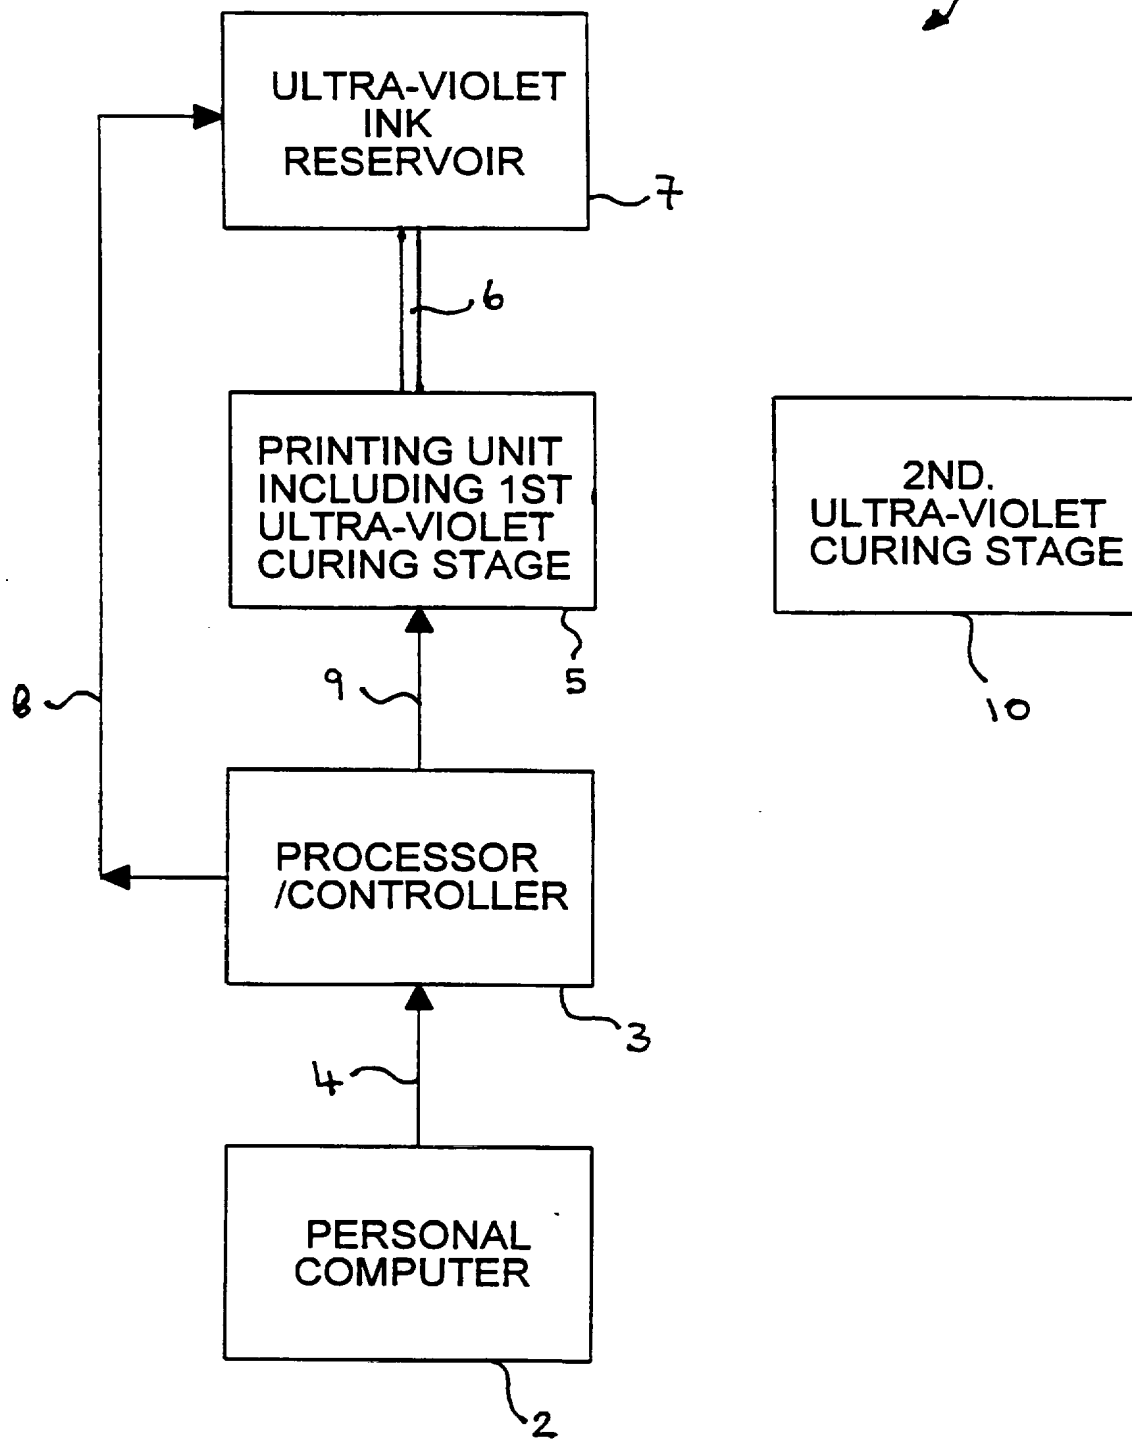 ULTRA-VIOLET
INK
RESERVOIR
7
6
PRINTING UNIT
INCLUDING 1ST
ULTRA-VIOLET
CURING STAGE
5
2ND.
ULTRA-VIOLET
CURING STAGE
10
8
9
PROCESSOR
/CONTROLLER
3
4
PERSONAL
COMPUTER
2